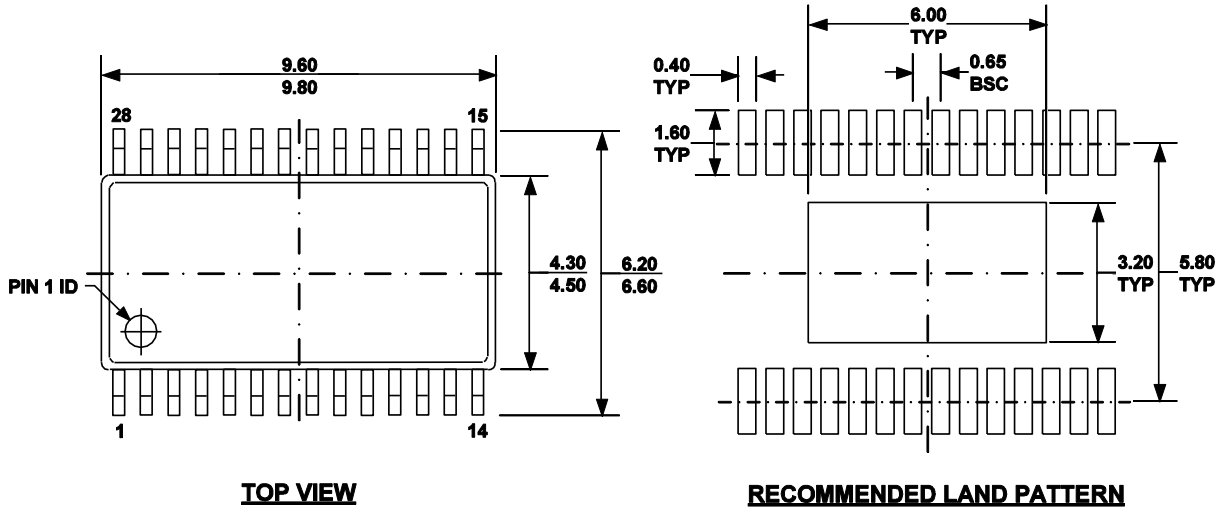 9.60
9.80
28
15
PIN 1 ID
1
14
4.30
4.50
6.20
6.60
TOP VIEW
6.00
TYP
0.40
TYP
0.65
BSC
1.60
TYP
3.20
TYP
5.80
TYP
RECOMMENDED LAND PATTERN